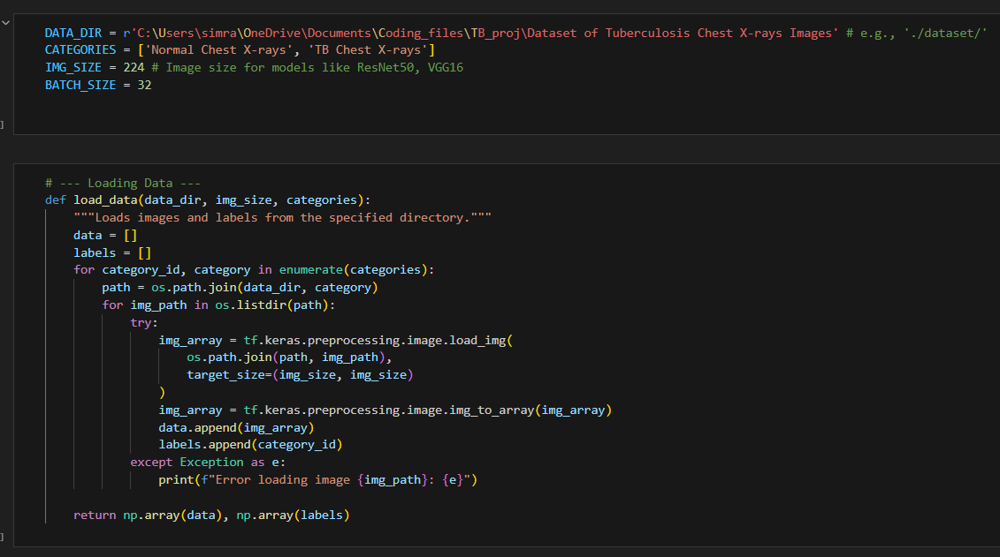 DATA_DIR = r'C:\Users\simra\OneDrive\Documents\Coding_files\TB_proj\Dataset of Tuberculosis Chest X-rays Images' # e.g., './dataset/'
CATEGORIES = ['Normal Chest X-rays', 'TB Chest X-rays']
IMG_SIZE = 224 # Image size for models like ResNet50, VGG16
BATCH_SIZE = 32
]
# --- Loading Data ---
def load_data(data_dir, img_size, categories):
    """Loads images and labels from the specified directory."""
    data = []
    labels = []
    for category_id, category in enumerate(categories):
        path = os.path.join(data_dir, category)
        for img_path in os.listdir(path):
            try:
                img_array = tf.keras.preprocessing.image.load_img(
                    os.path.join(path, img_path),
                    target_size=(img_size, img_size)
                )
                img_array = tf.keras.preprocessing.image.img_to_array(img_array)
                data.append(img_array)
                labels.append(category_id)
            except Exception as e:
                print(f"Error loading image {img_path}: {e}")
    return np.array(data), np.array(labels)
]